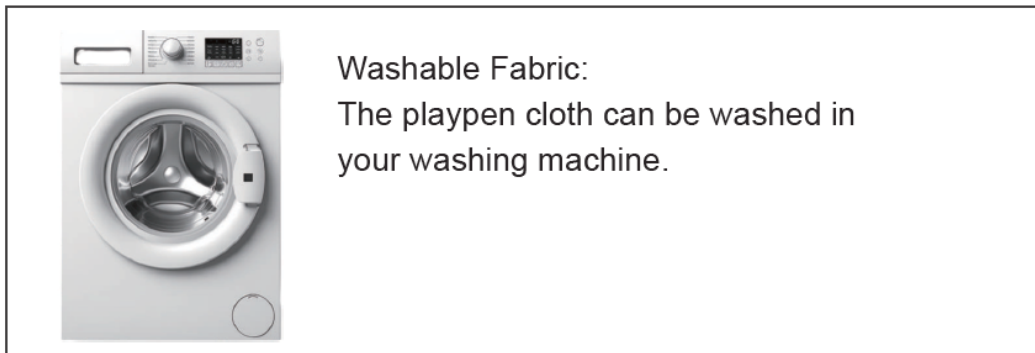 Washable Fabric:
The playpen cloth can be washed in
your washing machine.